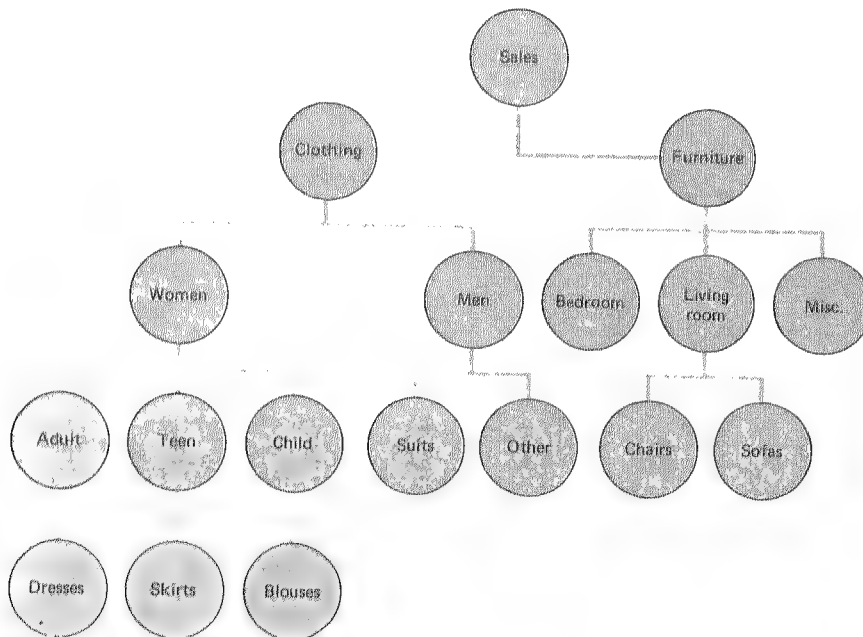 Sales
Clothing
Furniture
Women
Men
Bedroom
Living
room
Misc.
Adult
Teen
Child
Suits
Other
Chairs
Sofas
Dresses
Skirts
Blouses